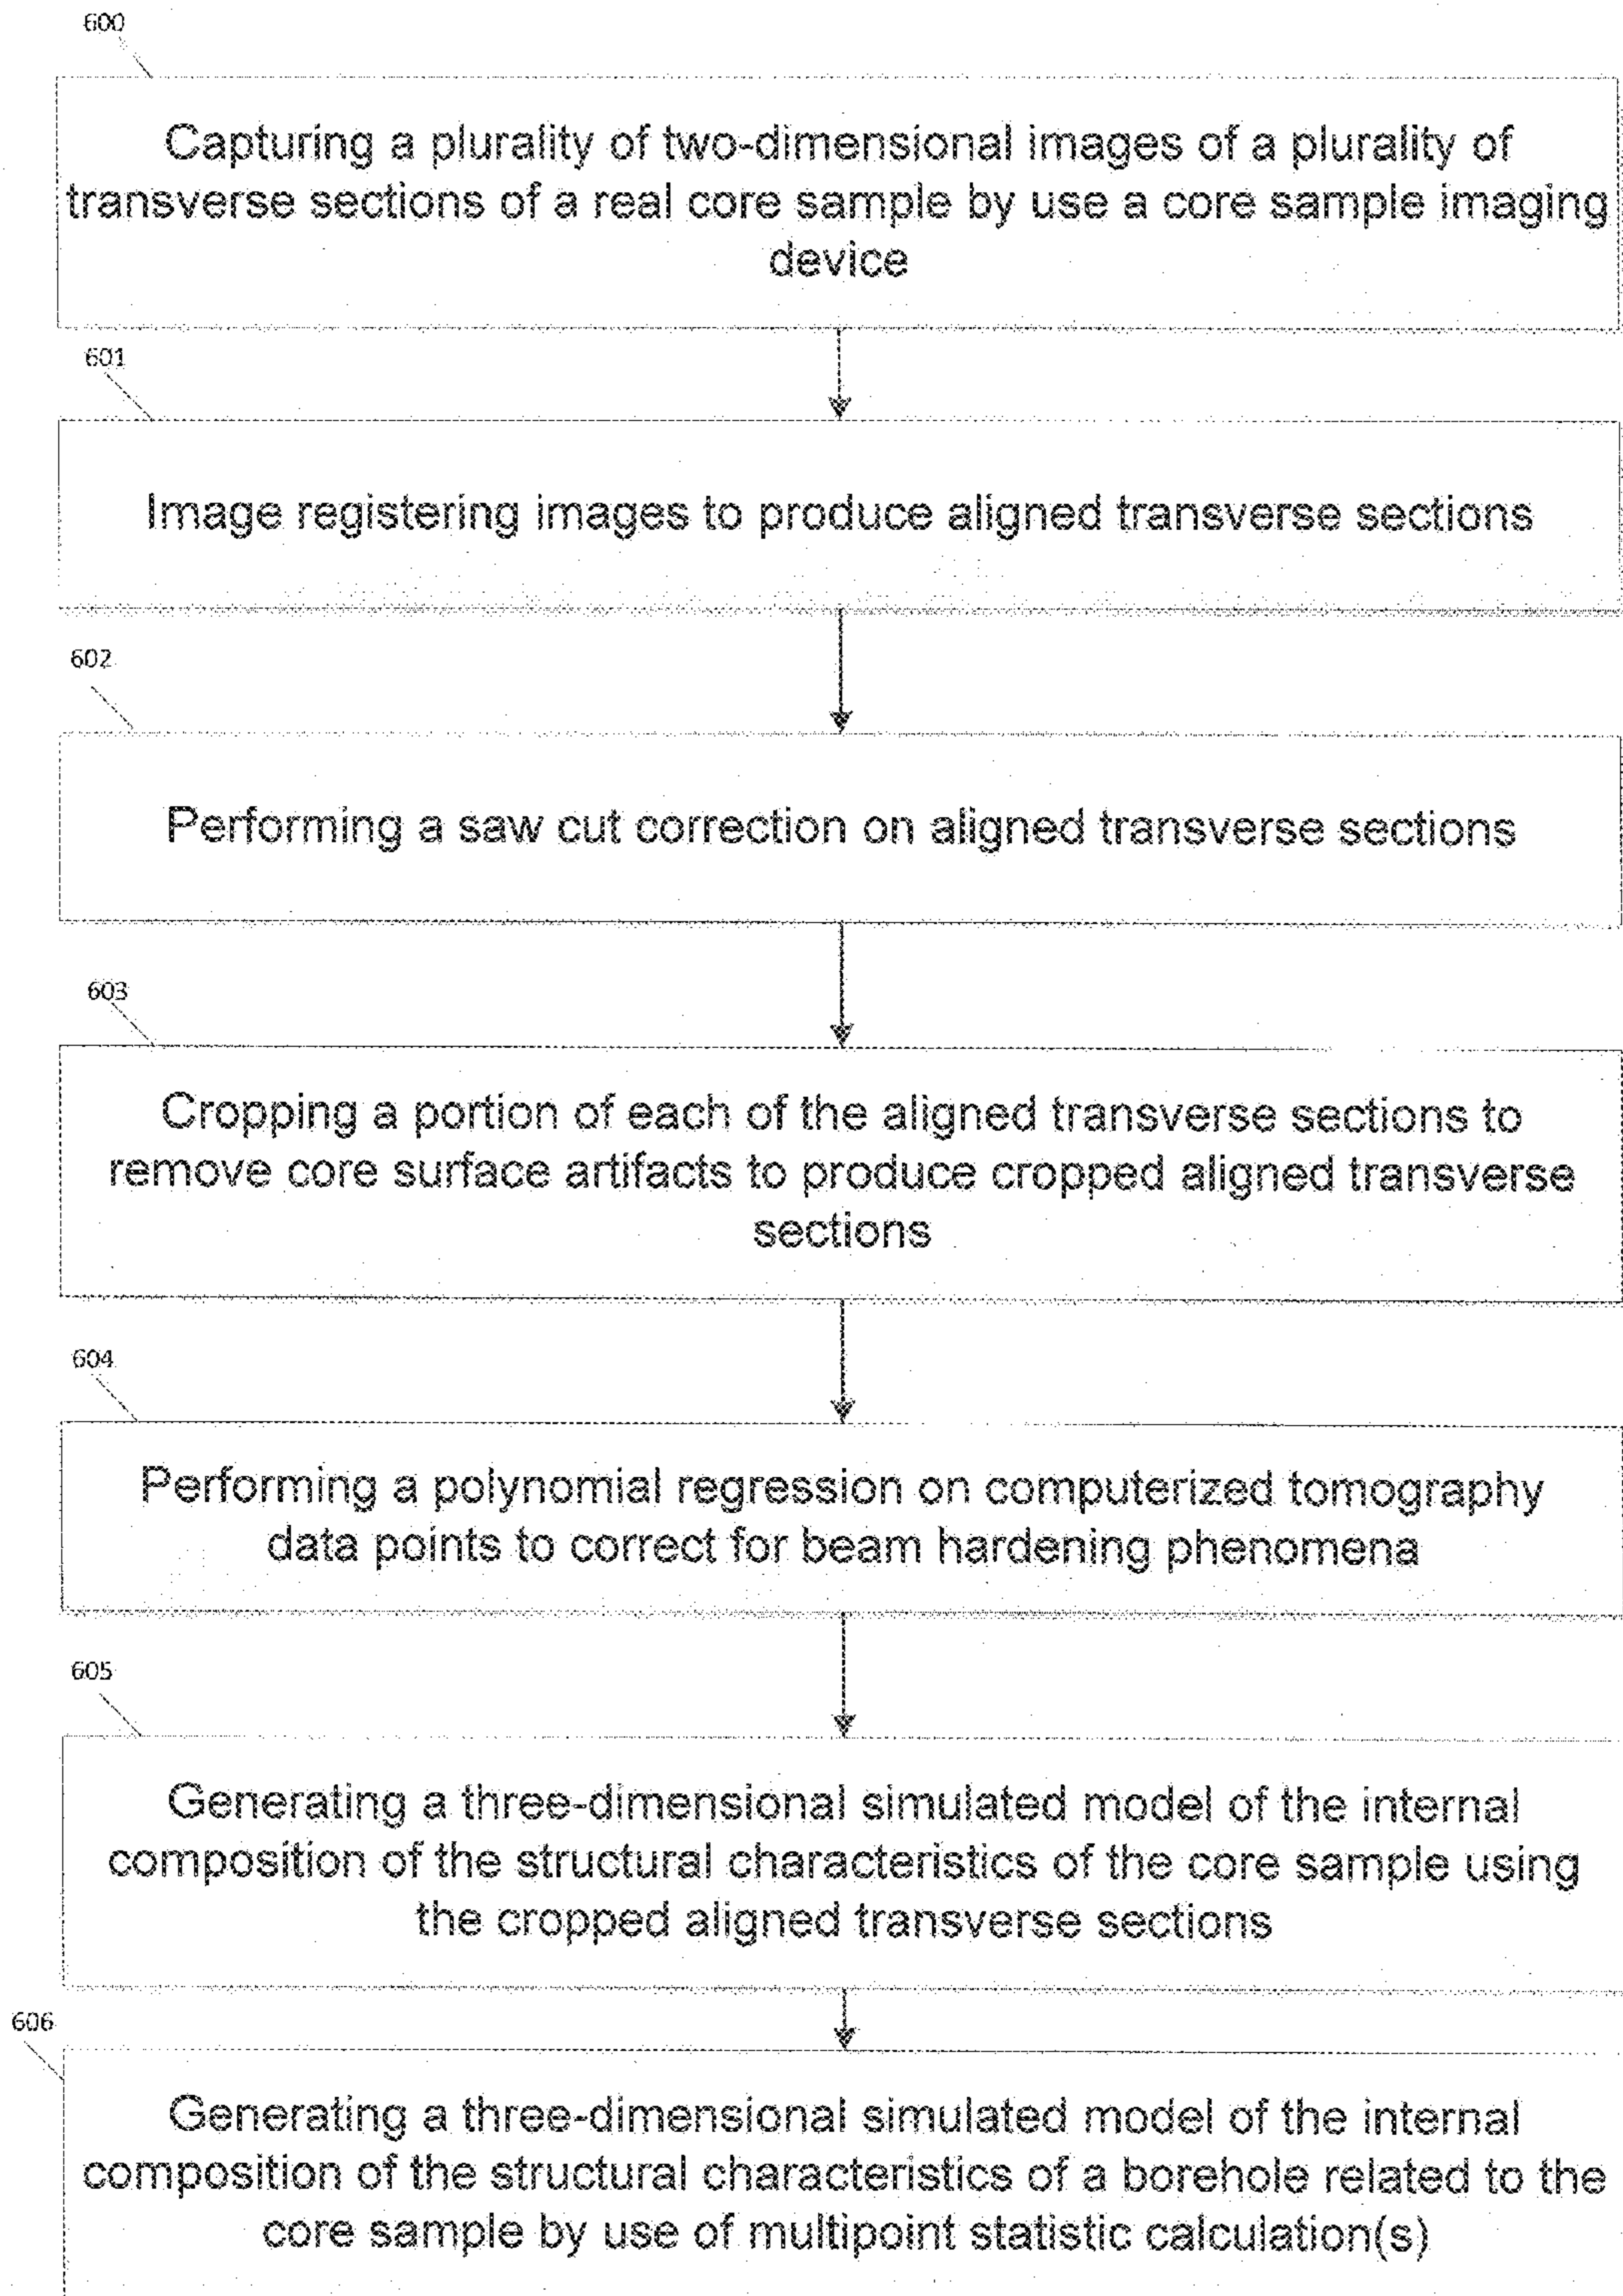 600
Capturing a plurality of two-dimensional images of a plurality of
transverse sections of a real core sample by use a core sample imaging
device
601
Image registering images to produce aligned transverse sections
602
Performing a saw cut correction on aligned transverse sections
603
Cropping a portion of each of the aligned transverse sections to
remove core surface artifacts to produce cropped aligned transverse
sections
604
Performing a polynomial regression on computerized tomography
data points to correct for beam hardening phenomena
605
Generating a three-dimensional simulated model of the internal
composition of the structural characteristics of the core sample using
the cropped aligned transverse sections
606
Generating a three-dimensional simulated model of the internal
composition of the structural characteristics of a borehole related to the
core sample by use of multipoint statistic calculation(s)